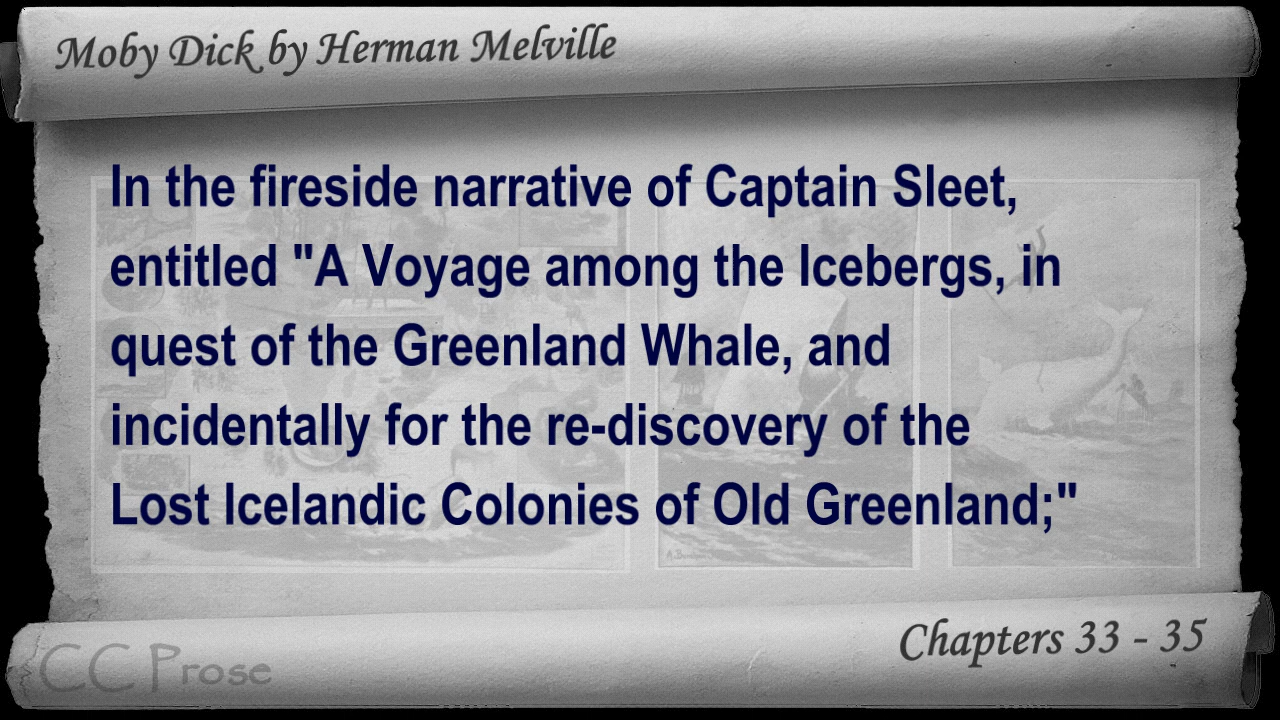 Moby Dick by Herman Melville
In the fireside narrative of Captain Sleet,
entitled "A Voyage among the Icebergs, in
quest of the Greenland Whale, and
incidentally for the re-discovery of the
Lost Icelandic Colonies of Old Greenland;"
Chapters 33 - 35
CC Prose